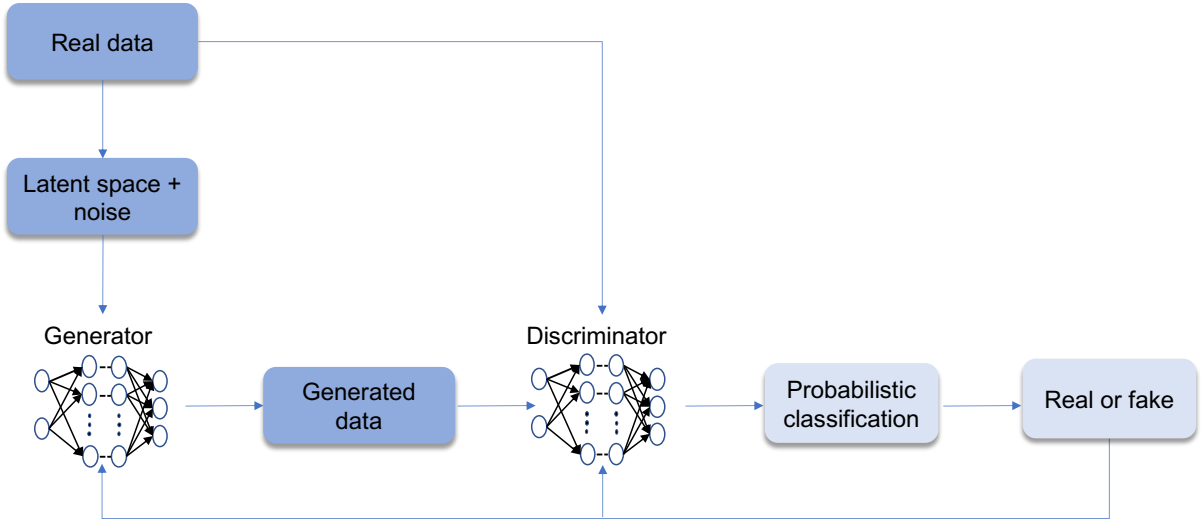 Real data
Latent space +
noise
Generator
Discriminator
Generated
data
Probabilistic
classification
Real or fake